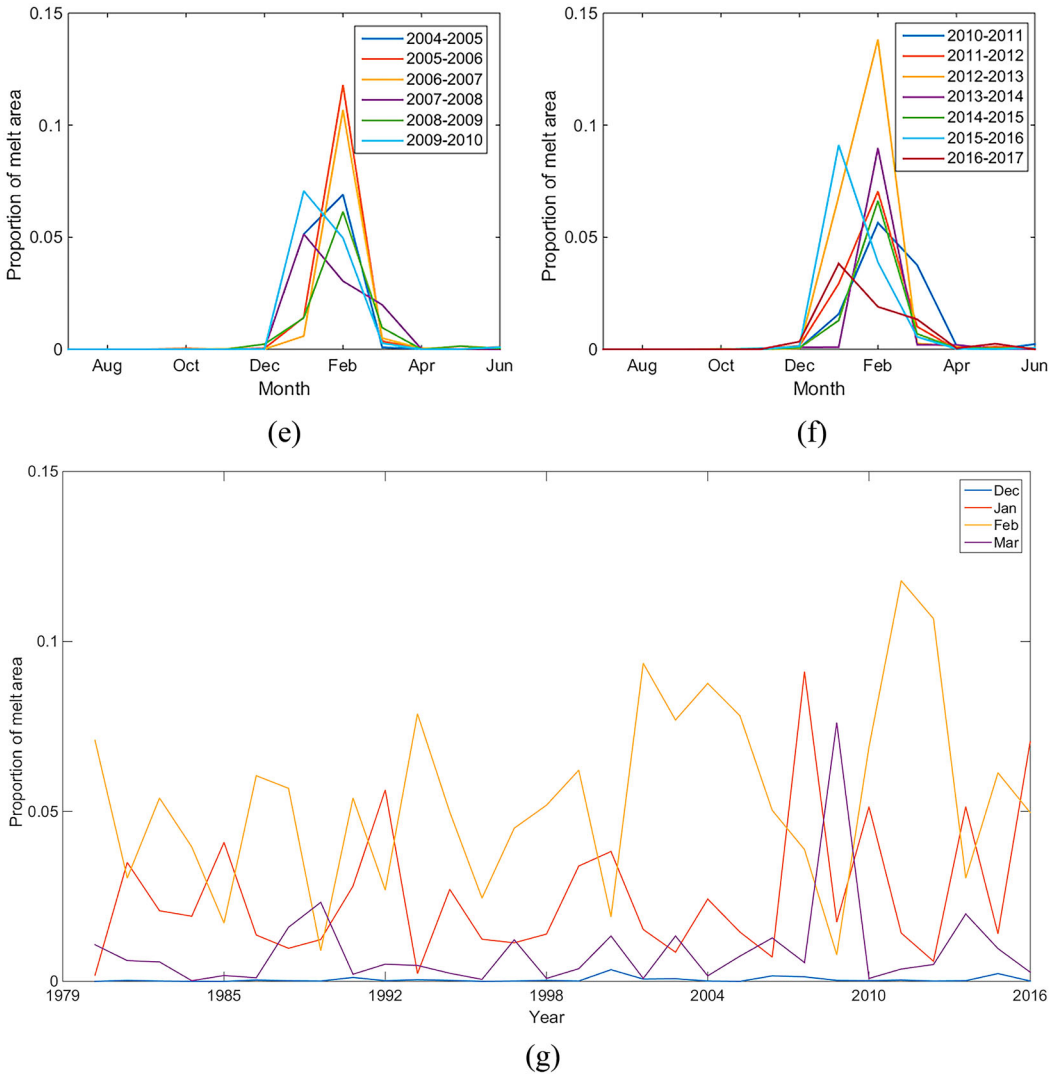 0.15
0.1
0.05
0
Proportion of melt area
2004-2005
2005-2006
2006-2007
2007-2008
2008-2009
2009-2010
Aug Oct Dec Feb Apr Jun
Month
(e)
0.15
0.1
0.05
0
Proportion of melt area
2010-2011
2011-2012
2012-2013
2013-2014
2014-2015
2015-2016
2016-2017
Aug Oct Dec Feb Apr Jun
Month
(f)
0.15
0.1
0.05
0
Proportion of melt area
Dec
Jan
Feb
Mar
1979 1985 1992 1998 2004 2010 2016
Year
(g)